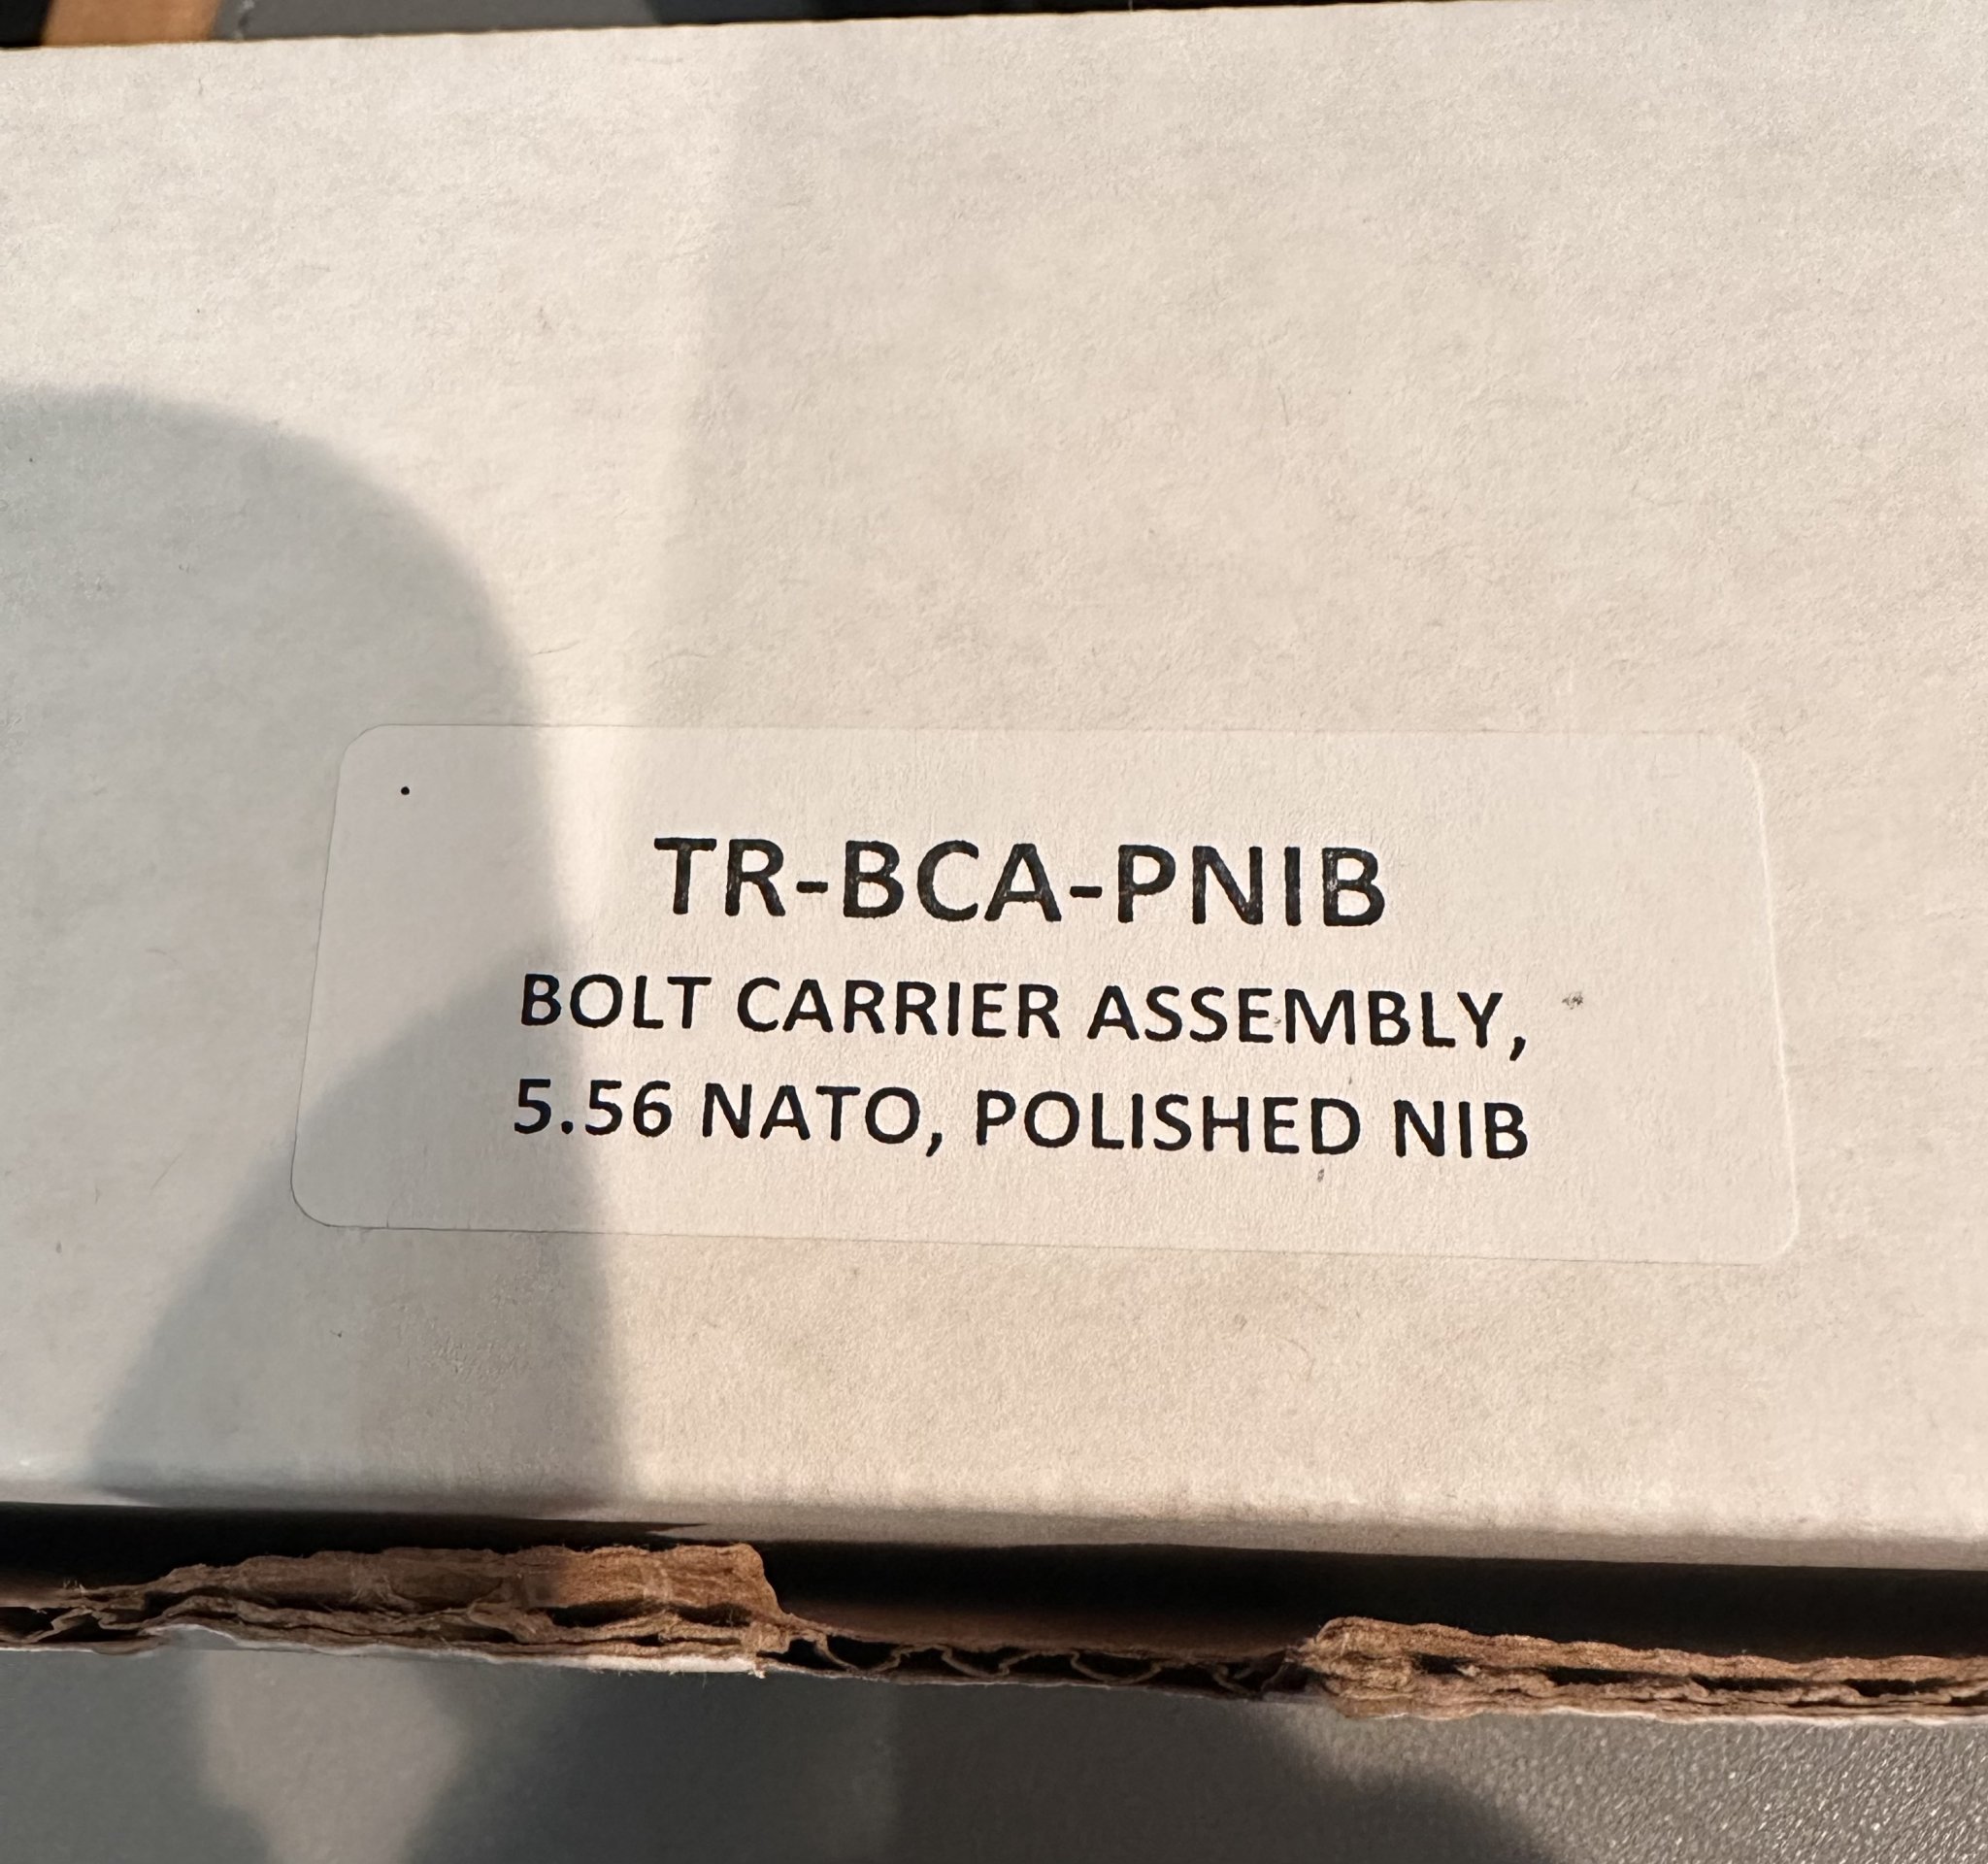 TR-BCA-PNIB
BOLT CARRIER ASSEMBLY,
5.56 NATO, POLISHED NIB